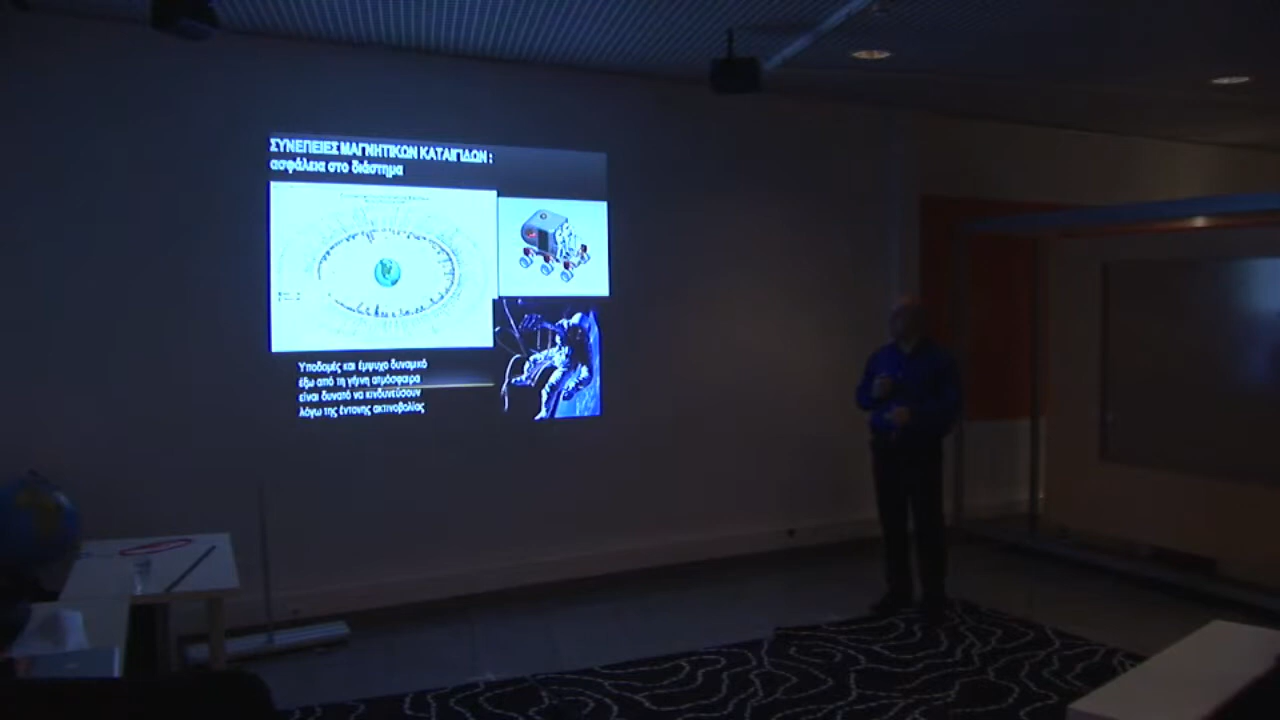 ΣΥΝΕΠΕΙΕΣ ΜΑΓΝΗΤΙΚΩΝ ΚΑΤΑΙΓΙΔΩΝ :
ασφάλεια στο διάστημα
Υποδομές και έμψυχο δυναμικό
έξω από τη γήινη ατμόσφαιρα
είναι δυνατό να κινδυνεύσουν
λόγω της έντονης ακτινοβολίας